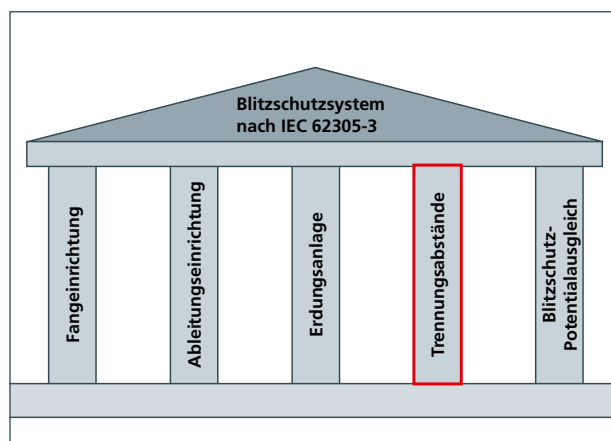 Blitzschutzsystem
nach IEC 62305-3
Fangeinrichtung
Ableitungseinrichtung
Erdungsanlage
Trennungsabstände
Blitzschutz-
Potentialausgleich